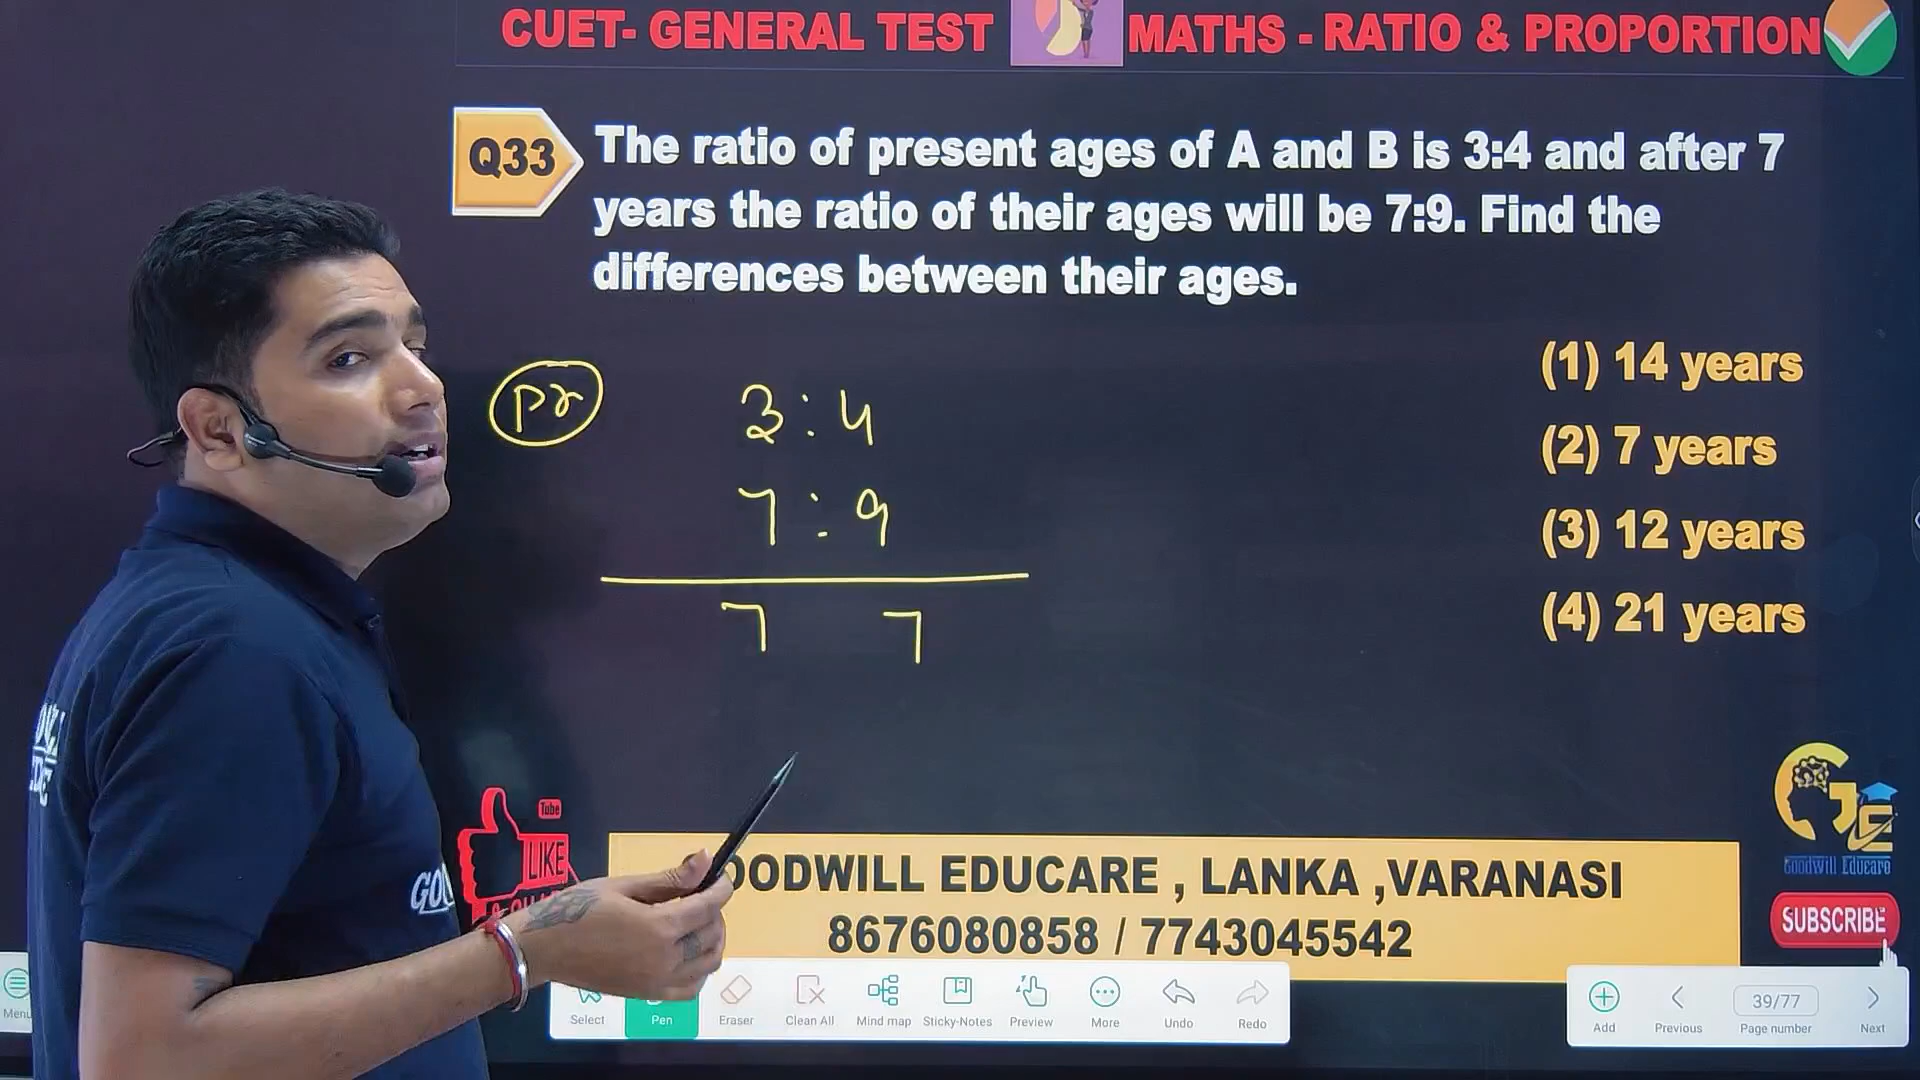 CUET- GENERAL TEST MATHS - RATIO & PROPORTION
Q33 The ratio of present ages of A and B is 3:4 and after 7
years the ratio of their ages will be 7:9. Find the
differences between their ages.
(1) 14 years
(2) 7 years
(3) 12 years
(4) 21 years
Pr 3 : 4
7 : 9
7 7
Tube
LIKE
GOODWILL EDUCARE , LANKA ,VARANASI
8676080858 / 7743045542
Goodwill Educare
SUBSCRIBE
Menu
Select Pen Eraser Clean All Mind map Sticky-Notes Preview More Undo Redo
Add Previous 39/77 Page number Next